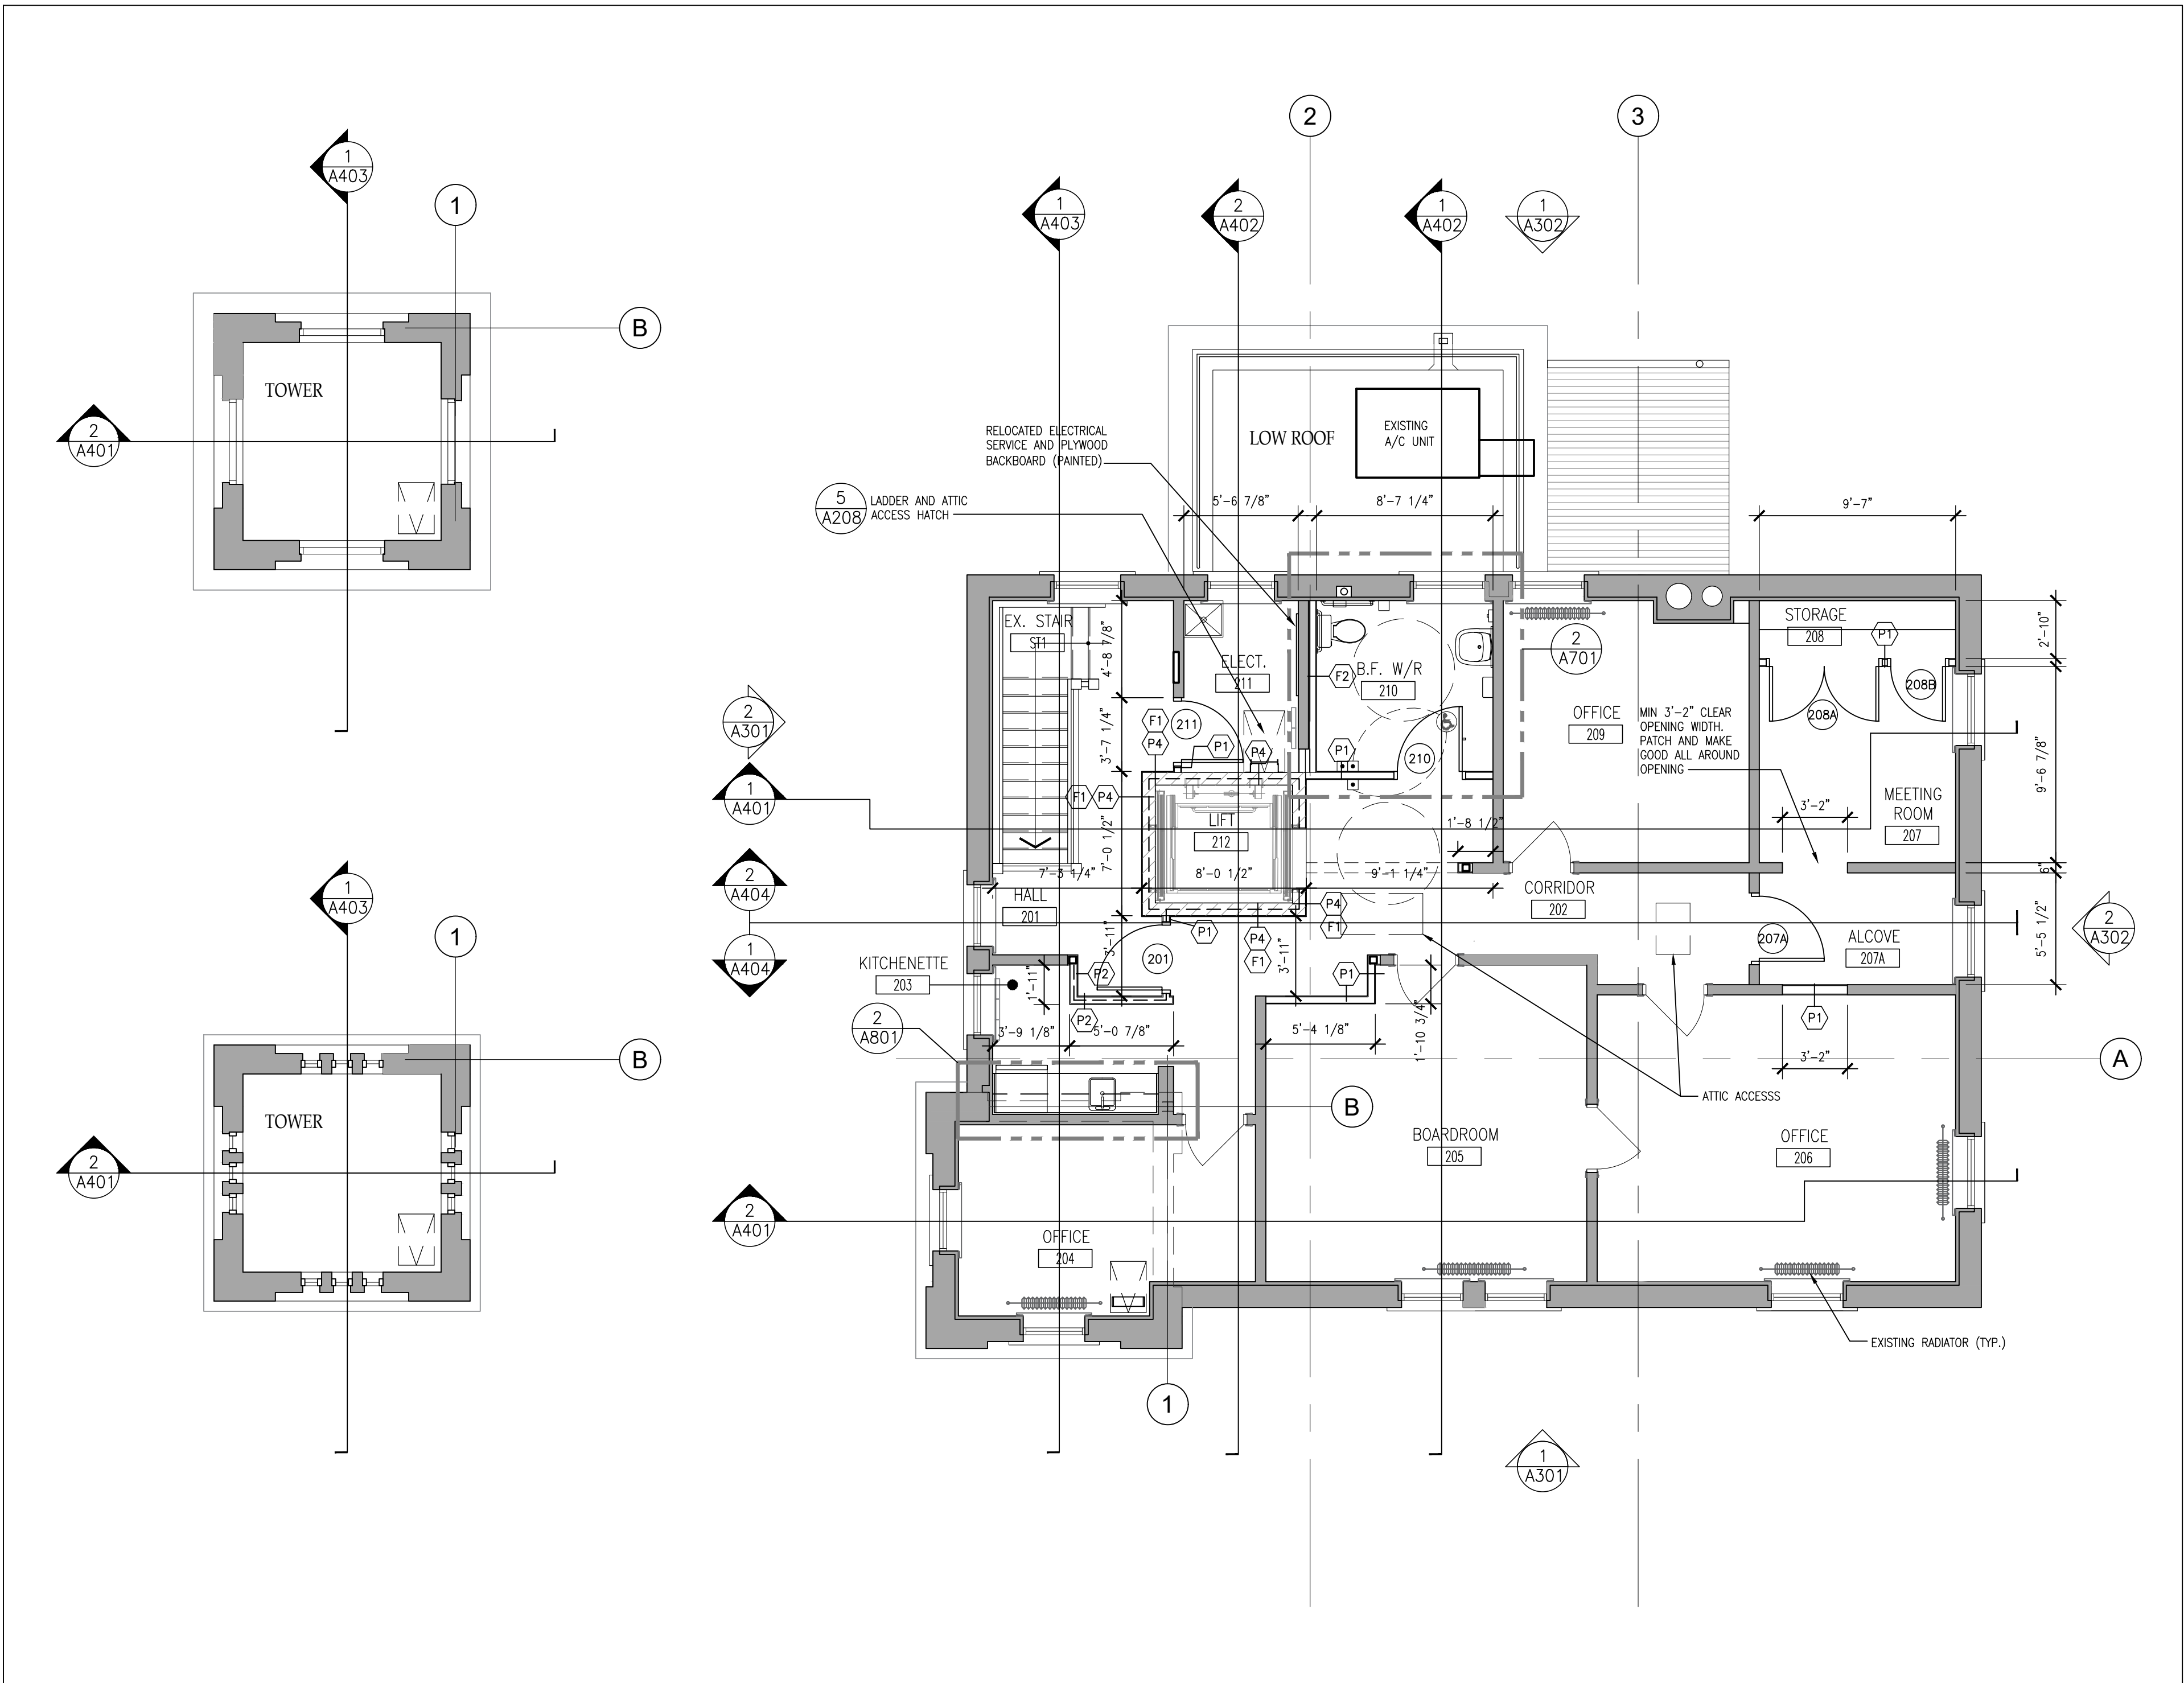 1
A403
1
B
TOWER
2
A401
1
A403
1
B
TOWER
2
A401
2
3
1
A403
2
A402
1
A402
1
A302
RELOCATED ELECTRICAL
SERVICE AND PLYWOOD
BACKBOARD (PAINTED)
LOW ROOF
EXISTING
A/C UNIT
5
A208
LADDER AND ATTIC
ACCESS HATCH
5'-6 7/8"
8'-7 1/4"
9'-7"
EX. STAIR
ST1
4'-8 7/8"
ELECT.
211
F2
B.F. W/R
210
2
A701
STORAGE
208
P1
2'-10"
208B
208A
2
A301
F1
P4
211
3'-7 1/4"
P1
P4
P1
210
OFFICE
209
MIN 3'-2" CLEAR
OPENING WIDTH.
PATCH AND MAKE
GOOD ALL AROUND
OPENING
9'-6 7/8"
1
A401
F1
P4
LIFT
212
7'-0 1/2"
1'-8 1/2"
3'-2"
MEETING
ROOM
207
2
A404
7'-3 1/4"
8'-0 1/2"
9'-1 1/4"
6"
HALL
201
P4
F1
CORRIDOR
202
1
A404
3'-11"
P1
P4
F1
3'-11"
207A
ALCOVE
207A
5'-5 1/2"
2
A302
KITCHENETTE
203
1'-11"
P2
201
P1
2
A801
P2
3'-9 1/8"
5'-0 7/8"
5'-4 1/8"
1'-10 3/4"
P1
3'-2"
A
ATTIC ACCESSS
B
BOARDROOM
205
OFFICE
206
2
A401
OFFICE
204
EXISTING RADIATOR (TYP.)
1
1
A301